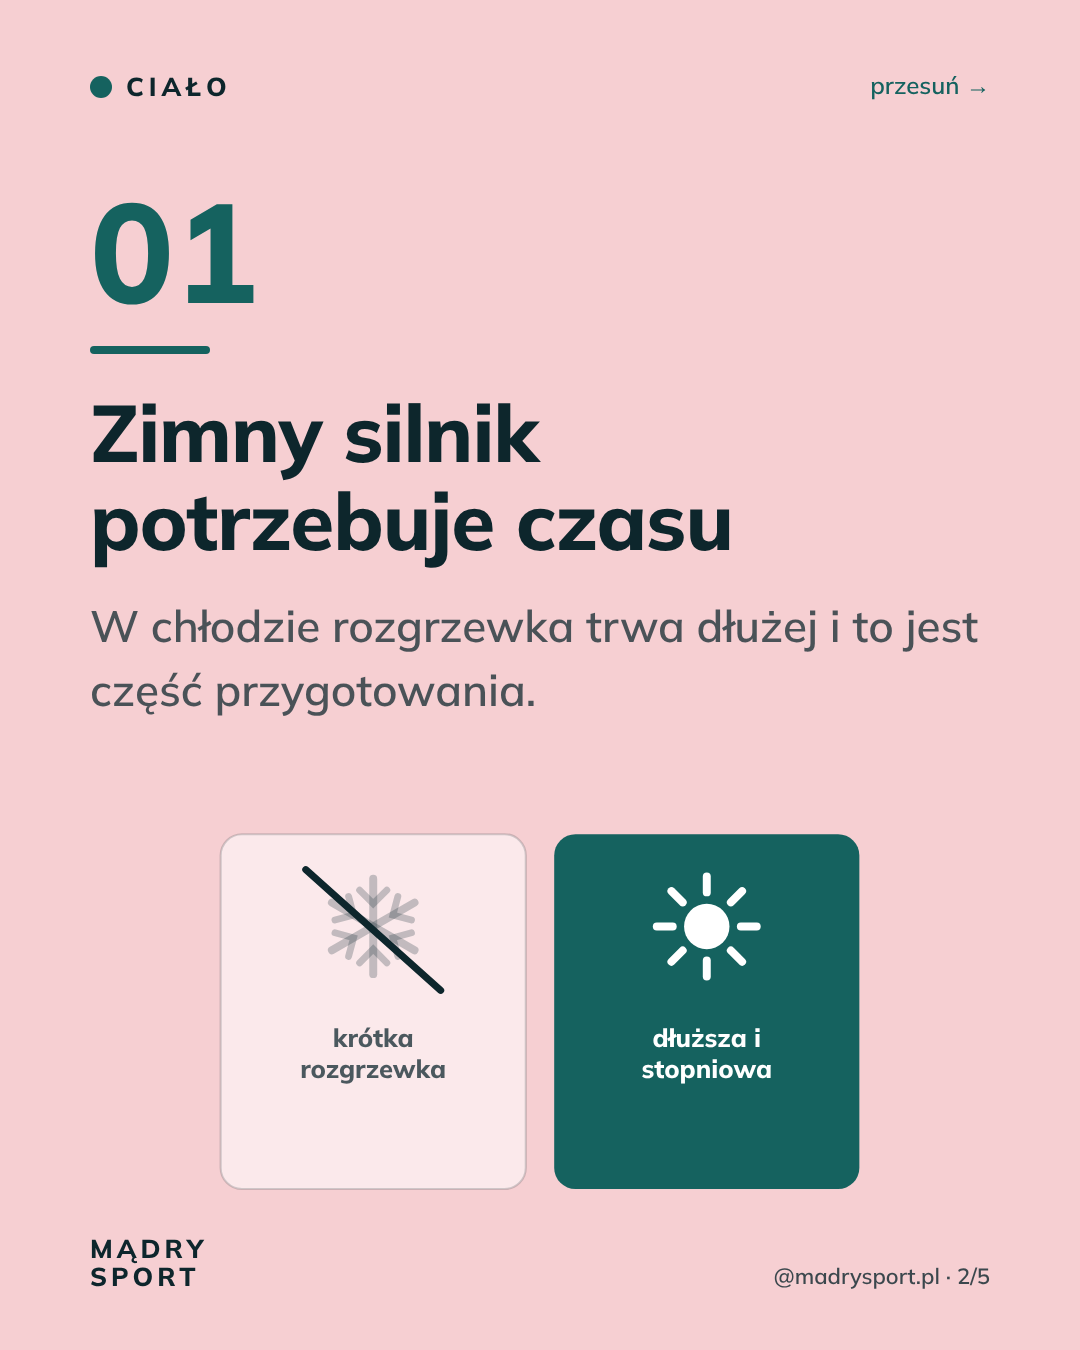 CIAŁO
przesuń →
01
Zimny silnik
potrzebuje czasu
W chłodzie rozgrzewka trwa dłużej i to jest
część przygotowania.
krótka
rozgrzewka
dłuższa i
stopniowa
MĄDRY
SPORT
@madrysport.pl · 2/5